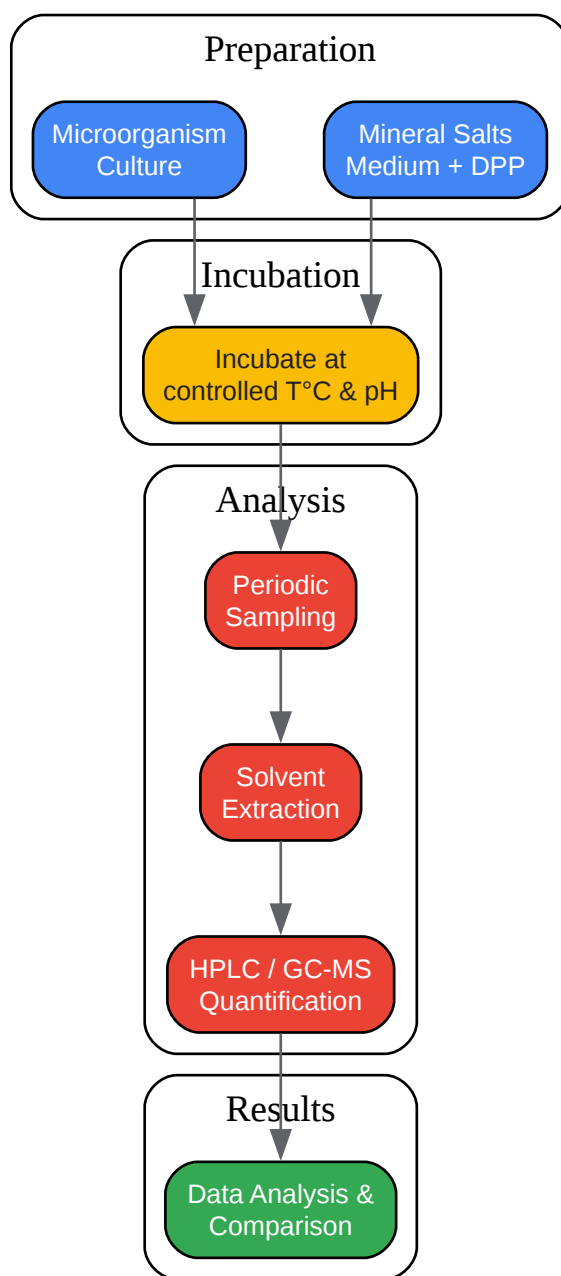 Preparation
Microorganism
Culture
Mineral Salts
Medium + DPP
Incubation
Incubate at
controlled T°C & pH
Analysis
Periodic
Sampling
Solvent
Extraction
HPLC / GC-MS
Quantification
Results
Data Analysis &
Comparison